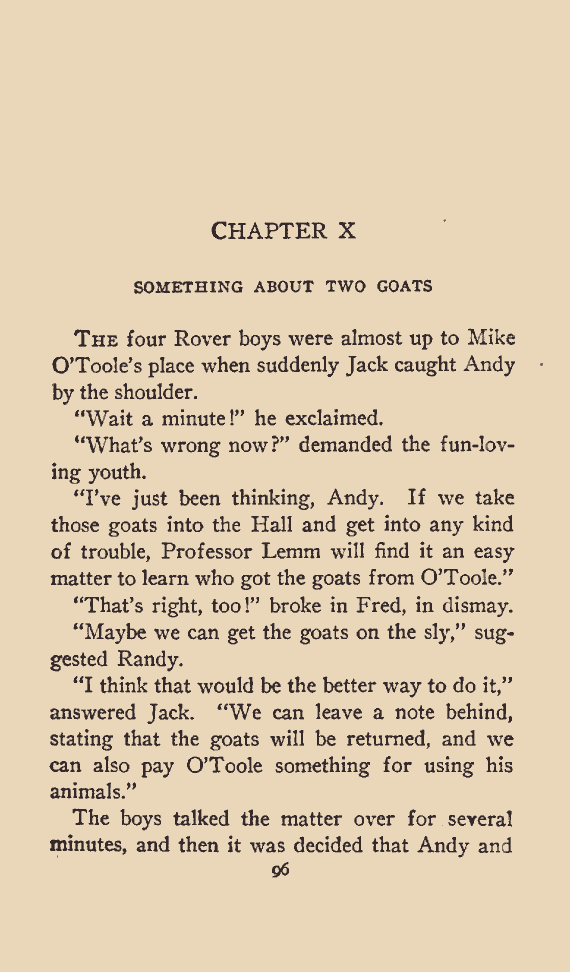 CHAPTER X
SOMETHING ABOUT TWO GOATS
THE four Rover boys were almost up to Mike
O'Toole's place when suddenly Jack caught Andy
by the shoulder.
"Wait a minute!" he exclaimed.
"What's wrong now?" demanded the fun-lov-
ing youth.
"I've just been thinking, Andy. If we take
those goats into the Hall and get into any kind
of trouble, Professor Lemm will find it an easy
matter to learn who got the goats from O'Toole."
"That's right, too!" broke in Fred, in dismay.
"Maybe we can get the goats on the sly," sug-
gested Randy.
"I think that would be the better way to do it,"
answered Jack. "We can leave a note behind,
stating that the goats will be returned, and we
can also pay O'Toole something for using his
animals."
The boys talked the matter over for several
minutes, and then it was decided that Andy and
96